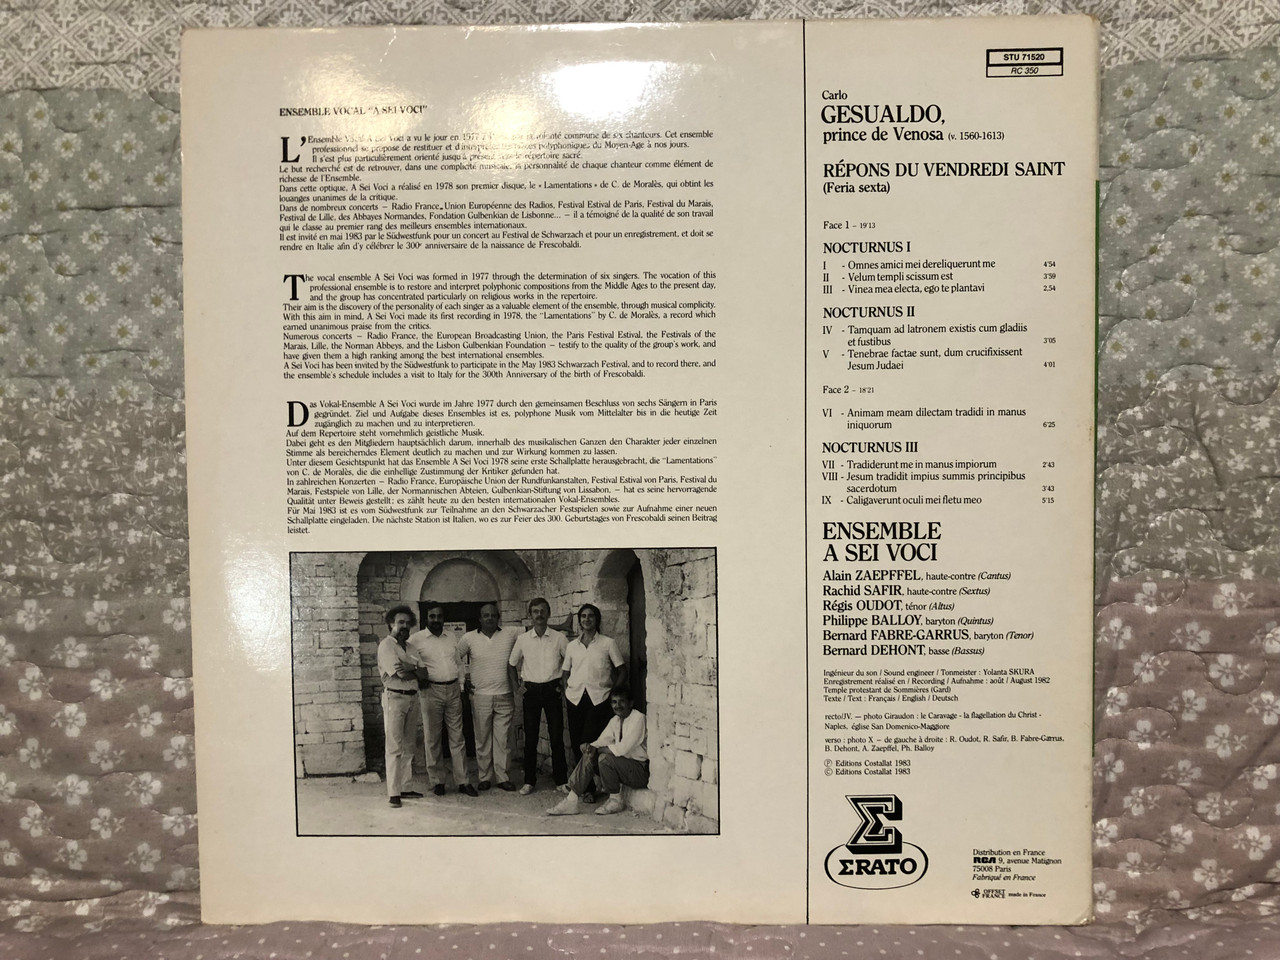 ENSEMBLE VOCAL "A SEI VOCI"
L'Ensemble A Sei Voci a vu le jour en 1977 volonté commune de six chanteurs. Cet ensemble
professionnel se propose de restituer et d'interpréter polyphoniques, du Moyen-Age à nos jours.
Il s'est plus particulièrement orienté jusqu'à présent répertoire sacré.
Le but recherché est de retrouver, dans une complicité musicale, la personnalité de chaque chanteur comme élément de
richesse de l'Ensemble.
Dans cette optique, A Sei Voci a réalisé en 1978 son premier disque, le « Lamentations » de C. de Moralès, qui obtint les
louanges unanimes de la critique.
Dans de nombreux concerts – Radio France, Union Européenne des Radios, Festival Estival de Paris, Festival du Marais,
Festival de Lille, des Abbayes Normandes, Fondation Gulbenkian de Lisbonne... – il a témoigné de la qualité de son travail
qui le classe au premier rang des meilleurs ensembles internationaux.
Il est invité en mai 1983 par le Südwestfunk pour un concert au Festival de Schwarzach et pour un enregistrement, et doit se
rendre en Italie afin d'y célébrer le 300e anniversaire de la naissance de Frescobaldi.
The vocal ensemble A Sei Voci was formed in 1977 through the determination of six singers. The vocation of this
professional ensemble is to restore and interpret polyphonic compositions from the Middle Ages to the present day,
and the group has concentrated particularly on religious works in the repertoire.
Their aim is the discovery of the personality of each singer as a valuable element of the ensemble, through musical complicity.
With this aim in mind, A Sei Voci made its first recording in 1978, the "Lamentations" by C. de Moralès, a record which
earned unanimous praise from the critics.
Numerous concerts – Radio France, the European Broadcasting Union, the Paris Festival Estival, the Festivals of the
Marais, Lille, the Norman Abbeys, and the Lisbon Gulbenkian Foundation – testify to the quality of the group's work, and
have given them a high ranking among the best international ensembles.
A Sei Voci has been invited by the Südwestfunk to participate in the May 1983 Schwarzach Festival, and to record there, and
the ensemble's schedule includes a visit to Italy for the 300th Anniversary of the birth of Frescobaldi.
Das Vokal-Ensemble A Sei Voci wurde im Jahre 1977 durch den gemeinsamen Beschluss von sechs Sängern in Paris
gegründet. Ziel und Aufgabe dieses Ensembles ist es, polyphone Musik vom Mittelalter bis in die heutige Zeit
zugänglich zu machen und zu interpretieren.
Auf dem Repertoire steht vornehmlich geistliche Musik.
Dabei geht es den Mitgliedern hauptsächlich darum, innerhalb des musikalischen Ganzen den Charakter jeder einzelnen
Stimme als bereicherndes Element deutlich zu machen und zur Wirkung kommen zu lassen.
Unter diesem Gesichtspunkt hat das Ensemble A Sei Voci 1978 seine erste Schallplatte herausgebracht, die "Lamentations"
von C. de Moralès, die die einhellige Zustimmung der Kritiker gefunden hat.
In zahlreichen Konzerten – Radio France, Europäische Union der Rundfunkanstalten, Festival Estival von Paris, Festival du
Marais, Festspiele von Lille, der Normannischen Abteien, Gulbenkian-Stiftung von Lissabon, – hat es seine hervorragende
Qualität unter Beweis gestellt; es zählt heute zu den besten internationalen Vokal-Ensembles.
Für Mai 1983 ist es vom Südwestfunk zur Teilnahme an den Schwarzacher Festspielen sowie zur Aufnahme einer neuen
Schallplatte eingeladen. Die nächste Station ist Italien, wo es zur Feier des 300. Geburtstages von Frescobaldi seinen Beitrag
leistet.
STU 71520
RC 350
Carlo
GESUALDO,
prince de Venosa (v. 1560-1613)
RÉPONS DU VENDREDI SAINT
(Feria sexta)
Face 1 – 19'13
NOCTURNUS I
I - Omnes amici mei dereliquerunt me 4'54
II - Velum templi scissum est 3'59
III - Vinea mea electa, ego te plantavi 2,54
NOCTURNUS II
IV - Tamquam ad latronem existis cum gladiis
et fustibus 3'05
V - Tenebrae factae sunt, dum crucifixissent
Jesum Judaei 4'01
Face 2 – 18'21
VI - Animam meam dilectam tradidi in manus
iniquorum 6'25
NOCTURNUS III
VII - Tradiderunt me in manus impiorum 2'43
VIII - Jesum tradidit impius summis principibus
sacerdotum 3'43
IX - Caligaverunt oculi mei fletu meo 5'15
ENSEMBLE
A SEI VOCI
Alain ZAEPFFEL, haute-contre (Cantus)
Rachid SAFIR, haute-contre (Sextus)
Régis OUDOT, ténor (Altus)
Philippe BALLOY, baryton (Quintus)
Bernard FABRE-GARRUS, baryton (Tenor)
Bernard DEHONT, basse (Bassus)
Ingénieur du son / Sound engineer / Tonmeister : Yolanta SKURA
Enregistrement réalisé en / Recording / Aufnahme : août / August 1982
Temple protestant de Sommières (Gard)
Texte / Text : Français / English / Deutsch
recto/JV. — photo Giraudon : le Caravage - la flagellation du Christ -
Naples, église San Domenico-Maggiore
verso : photo X – de gauche à droite : R. Oudot, R. Safir, B. Fabre-Garrus,
B. Dehont, A. Zaepffel, Ph. Balloy
Ⓟ Editions Costallat 1983
© Editions Costallat 1983
ΣRATO
Distribution en France
RCA 9, avenue Matignon
75008 Paris
Fabriqué en France
OFFSET
FRANCE made in France